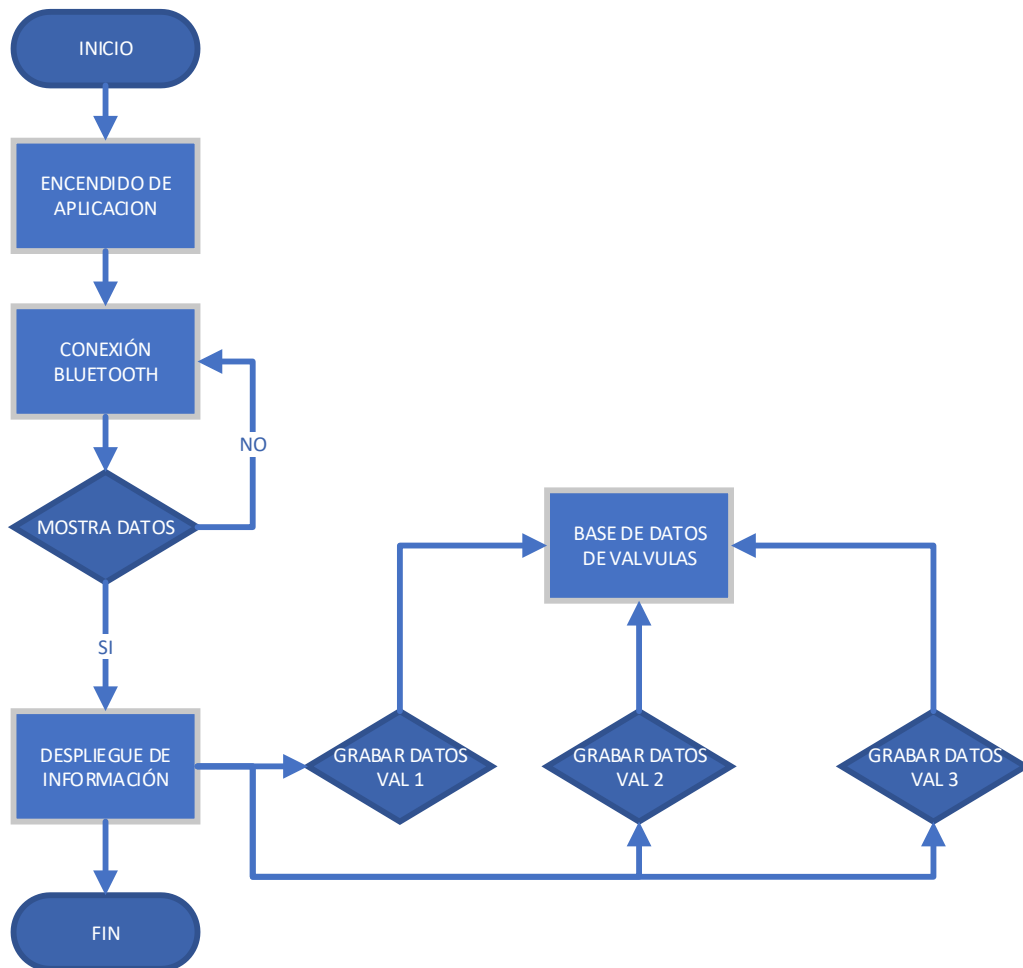 INICIO
ENCENDIDO DE
APLICACION
CONEXIÓN
BLUETOOTH
NO
MOSTRA DATOS
BASE DE DATOS
DE VALVULAS
SI
DESPLIEGUE DE
INFORMACIÓN
GRABAR DATOS
VAL 1
GRABAR DATOS
VAL 2
GRABAR DATOS
VAL 3
FIN